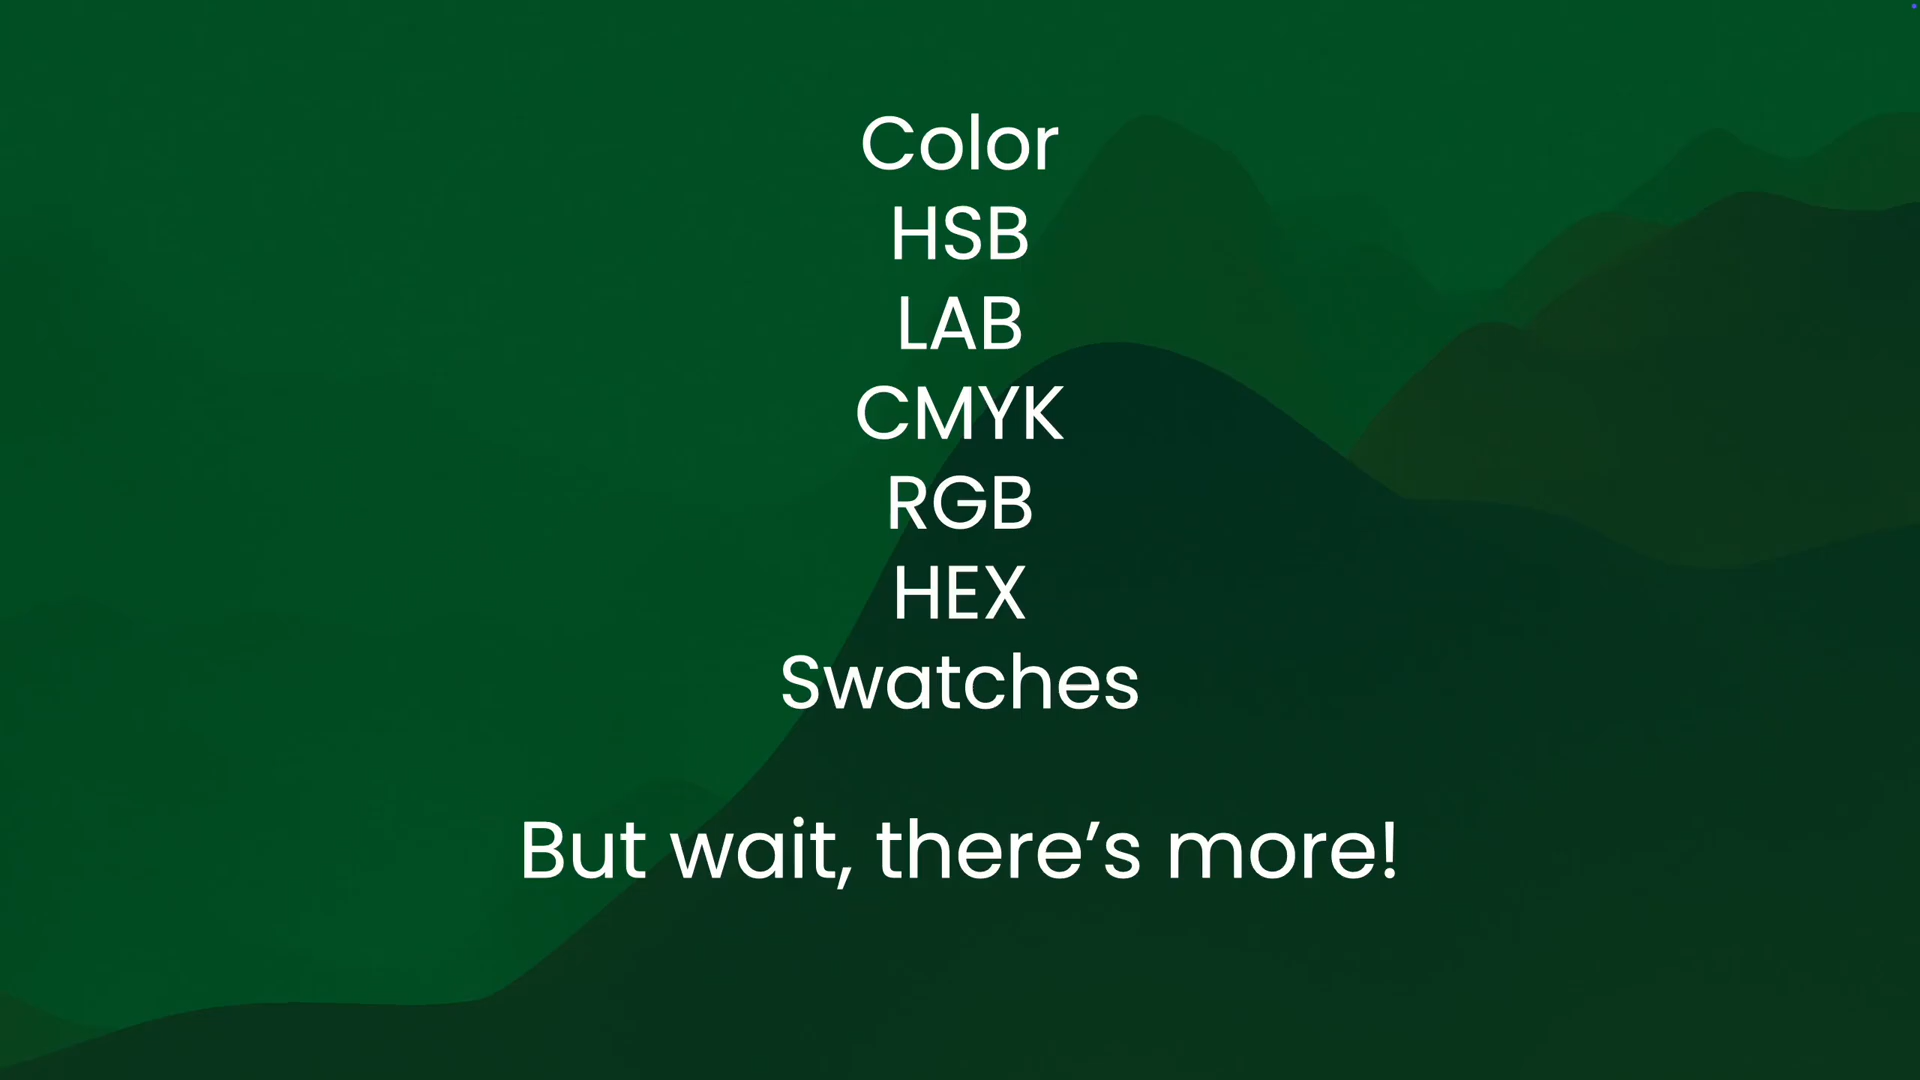 Color
HSB
LAB
CMYK
RGB
HEX
Swatches
But wait, there’s more!